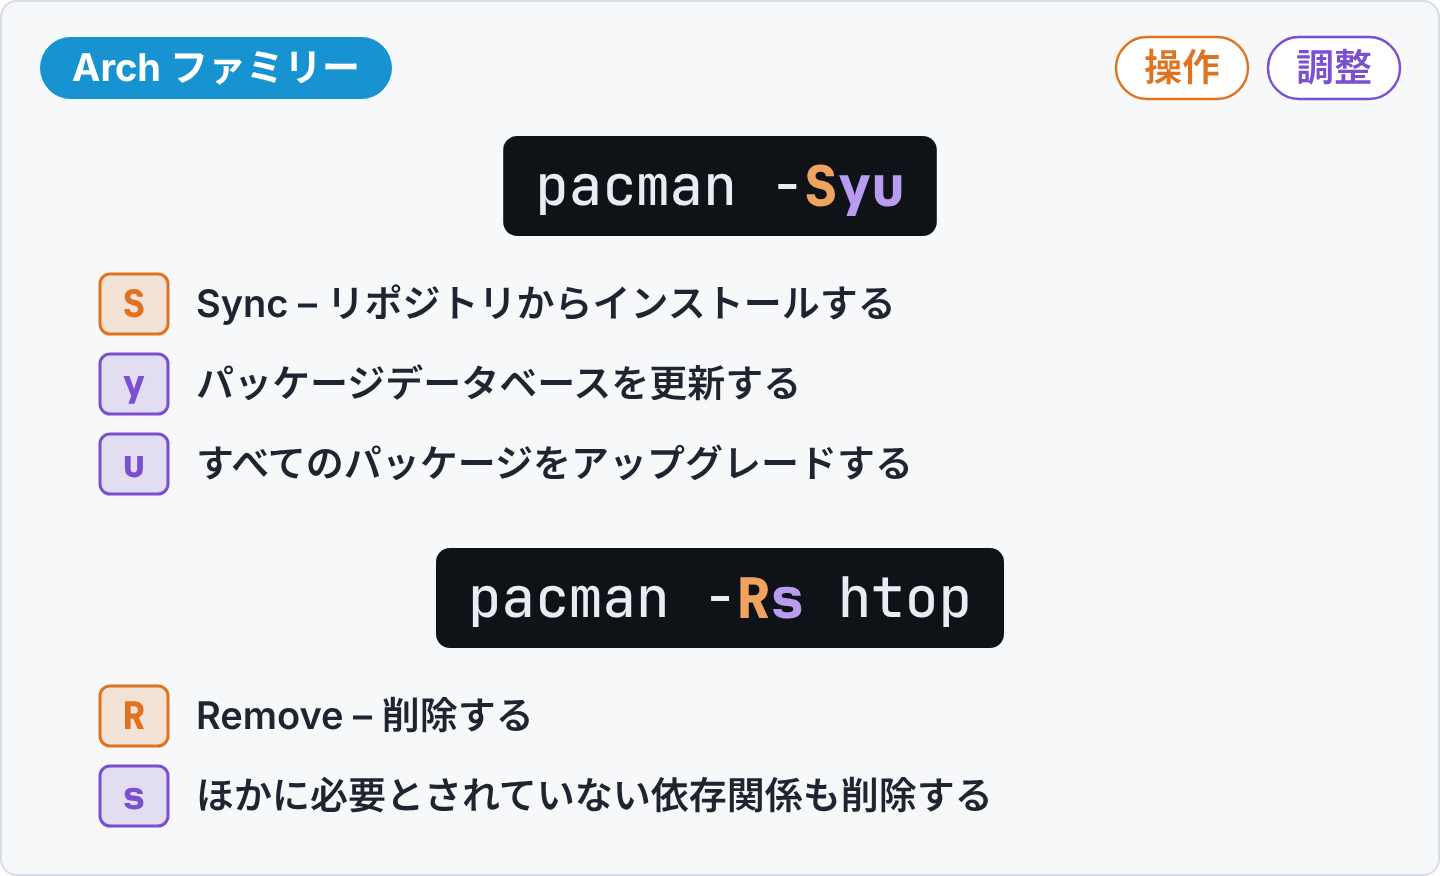 Arch ファミリー
操作 調整
pacman -Syu
S Sync – リポジトリからインストールする
y パッケージデータベースを更新する
u すべてのパッケージをアップグレードする
pacman -Rs htop
R Remove – 削除する
s ほかに必要とされていない依存関係も削除する